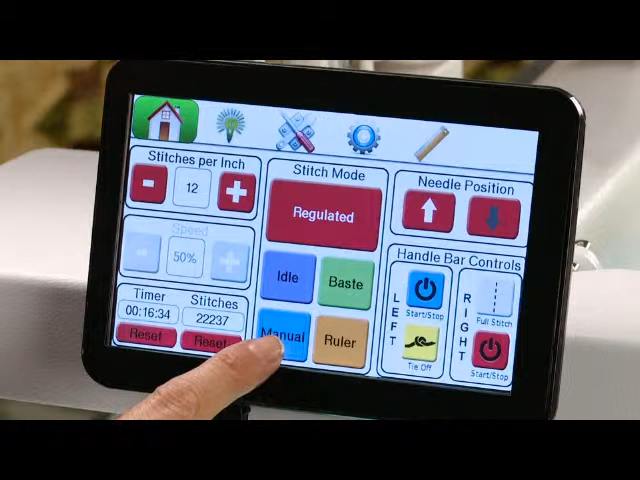 Stitches per Inch
-
12
+
Speed
-
50%
+
Timer
Stitches
00:16:34
22237
Reset
Reset
Stitch Mode
Regulated
Idle
Baste
Manual
Ruler
Needle Position
Handle Bar Controls
LEFT
Start/Stop
Tie Off
RIGHT
Full Stitch
Start/Stop